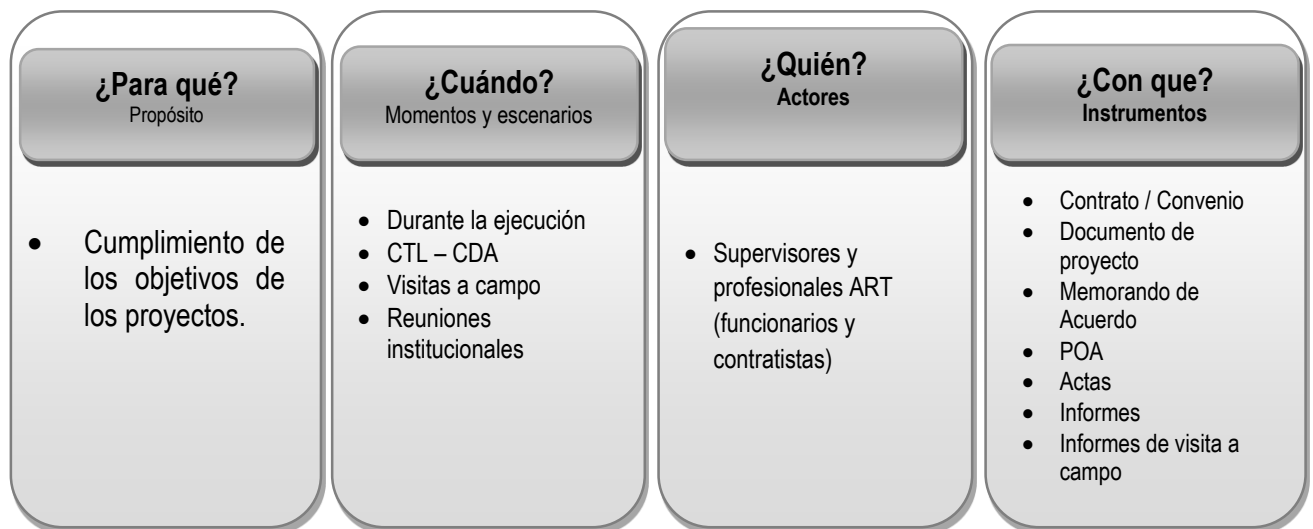 ¿Para qué?
Propósito
• Cumplimiento de
los objetivos de
los proyectos.
¿Cuándo?
Momentos y escenarios
• Durante la ejecución
• CTL – CDA
• Visitas a campo
• Reuniones
institucionales
¿Quién?
Actores
• Supervisores y
profesionales ART
(funcionarios y
contratistas)
¿Con que?
Instrumentos
• Contrato / Convenio
• Documento de
proyecto
• Memorando de
Acuerdo
• POA
• Actas
• Informes
• Informes de visita a
campo